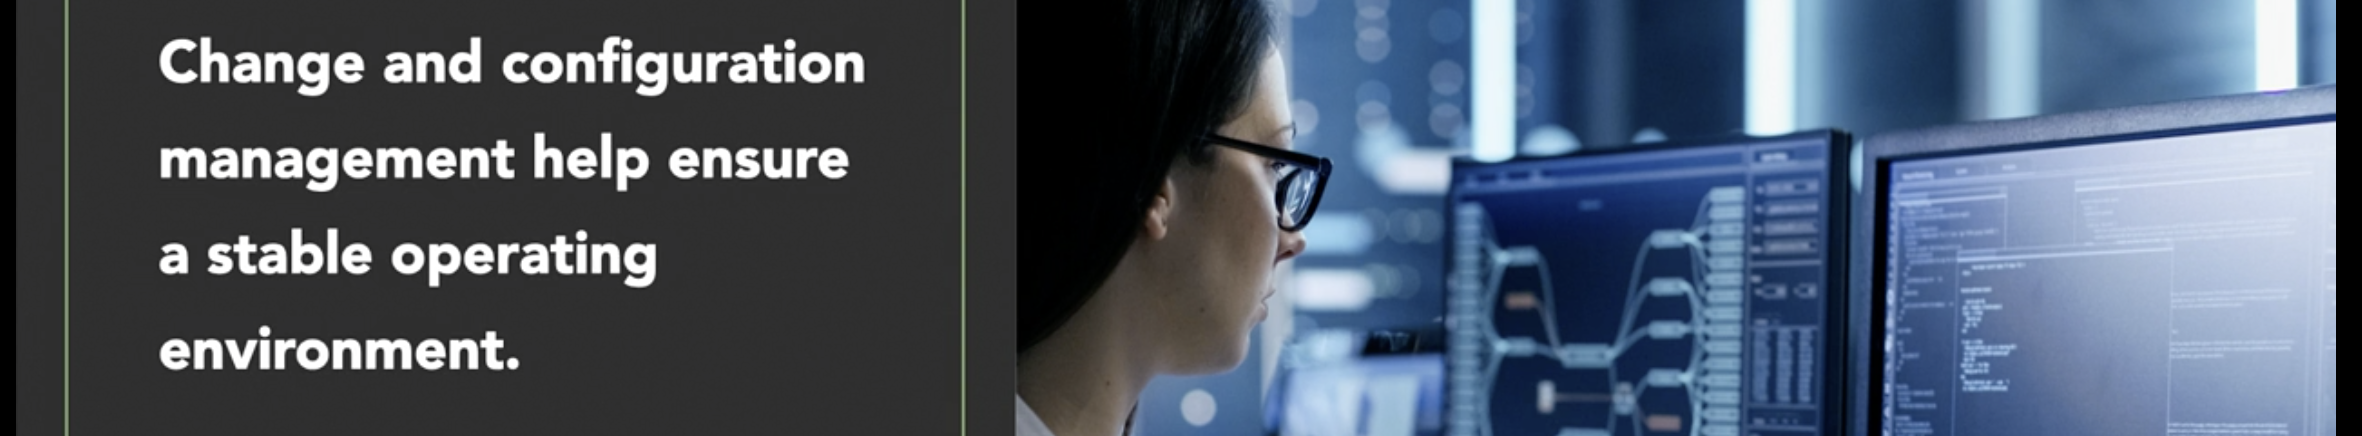 Change and configuration
management help ensure
a stable operating
environment.